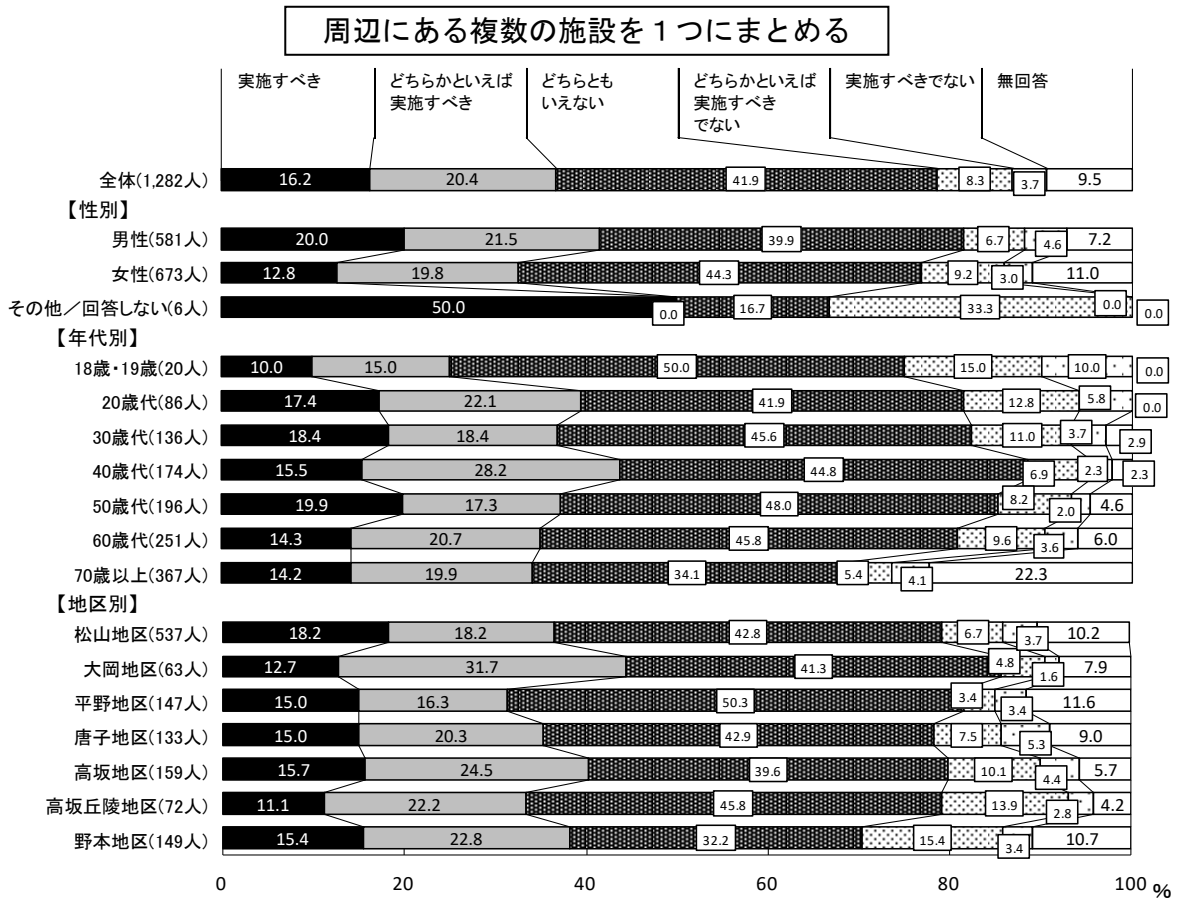 周辺にある複数の施設を１つにまとめる
実施すべき どちらかといえば どちらとも どちらかといえば 実施すべきでない 無回答
実施すべき いえない 実施すべき
でない
全体(1,282人) 16.2 20.4 41.9 8.3 3.7 9.5
【性別】
男性(581人) 20.0 21.5 39.9 6.7 4.6 7.2
女性(673人) 12.8 19.8 44.3 9.2 3.0 11.0
その他／回答しない(6人) 50.0 0.0 16.7 33.3 0.0 0.0
【年代別】
18歳・19歳(20人) 10.0 15.0 50.0 15.0 10.0 0.0
20歳代(86人) 17.4 22.1 41.9 12.8 5.8 0.0
30歳代(136人) 18.4 18.4 45.6 11.0 3.7 2.9
40歳代(174人) 15.5 28.2 44.8 6.9 2.3 2.3
50歳代(196人) 19.9 17.3 48.0 8.2 2.0 4.6
60歳代(251人) 14.3 20.7 45.8 9.6 3.6 6.0
70歳以上(367人) 14.2 19.9 34.1 5.4 4.1 22.3
【地区別】
松山地区(537人) 18.2 18.2 42.8 6.7 3.7 10.2
大岡地区(63人) 12.7 31.7 41.3 4.8 1.6 7.9
平野地区(147人) 15.0 16.3 50.3 3.4 3.4 11.6
唐子地区(133人) 15.0 20.3 42.9 7.5 5.3 9.0
高坂地区(159人) 15.7 24.5 39.6 10.1 4.4 5.7
高坂丘陵地区(72人) 11.1 22.2 45.8 13.9 2.8 4.2
野本地区(149人) 15.4 22.8 32.2 15.4 3.4 10.7
0 20 40 60 80 100 %